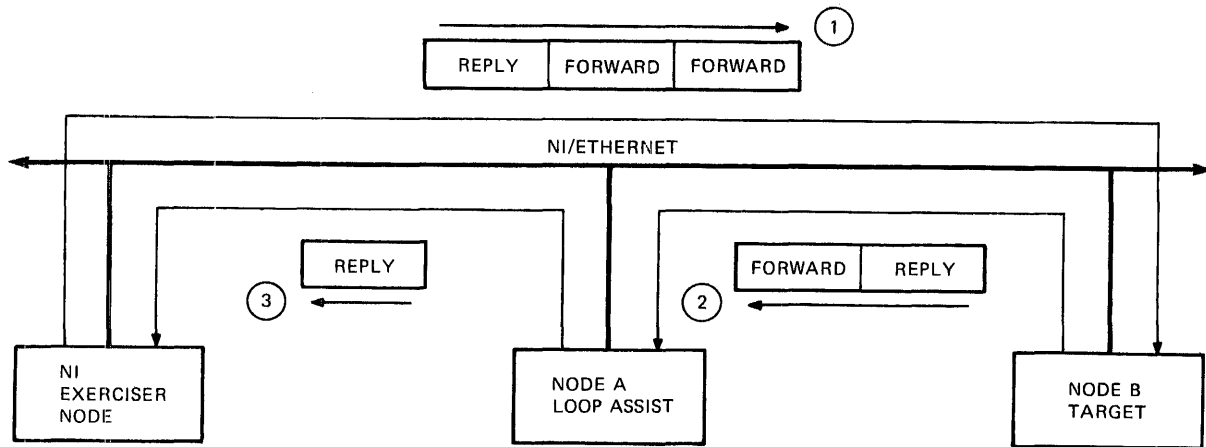 1
REPLY FORWARD FORWARD
NI/ETHERNET
REPLY
FORWARD REPLY
3
2
NI
EXERCISER
NODE
NODE A
LOOP ASSIST
NODE B
TARGET